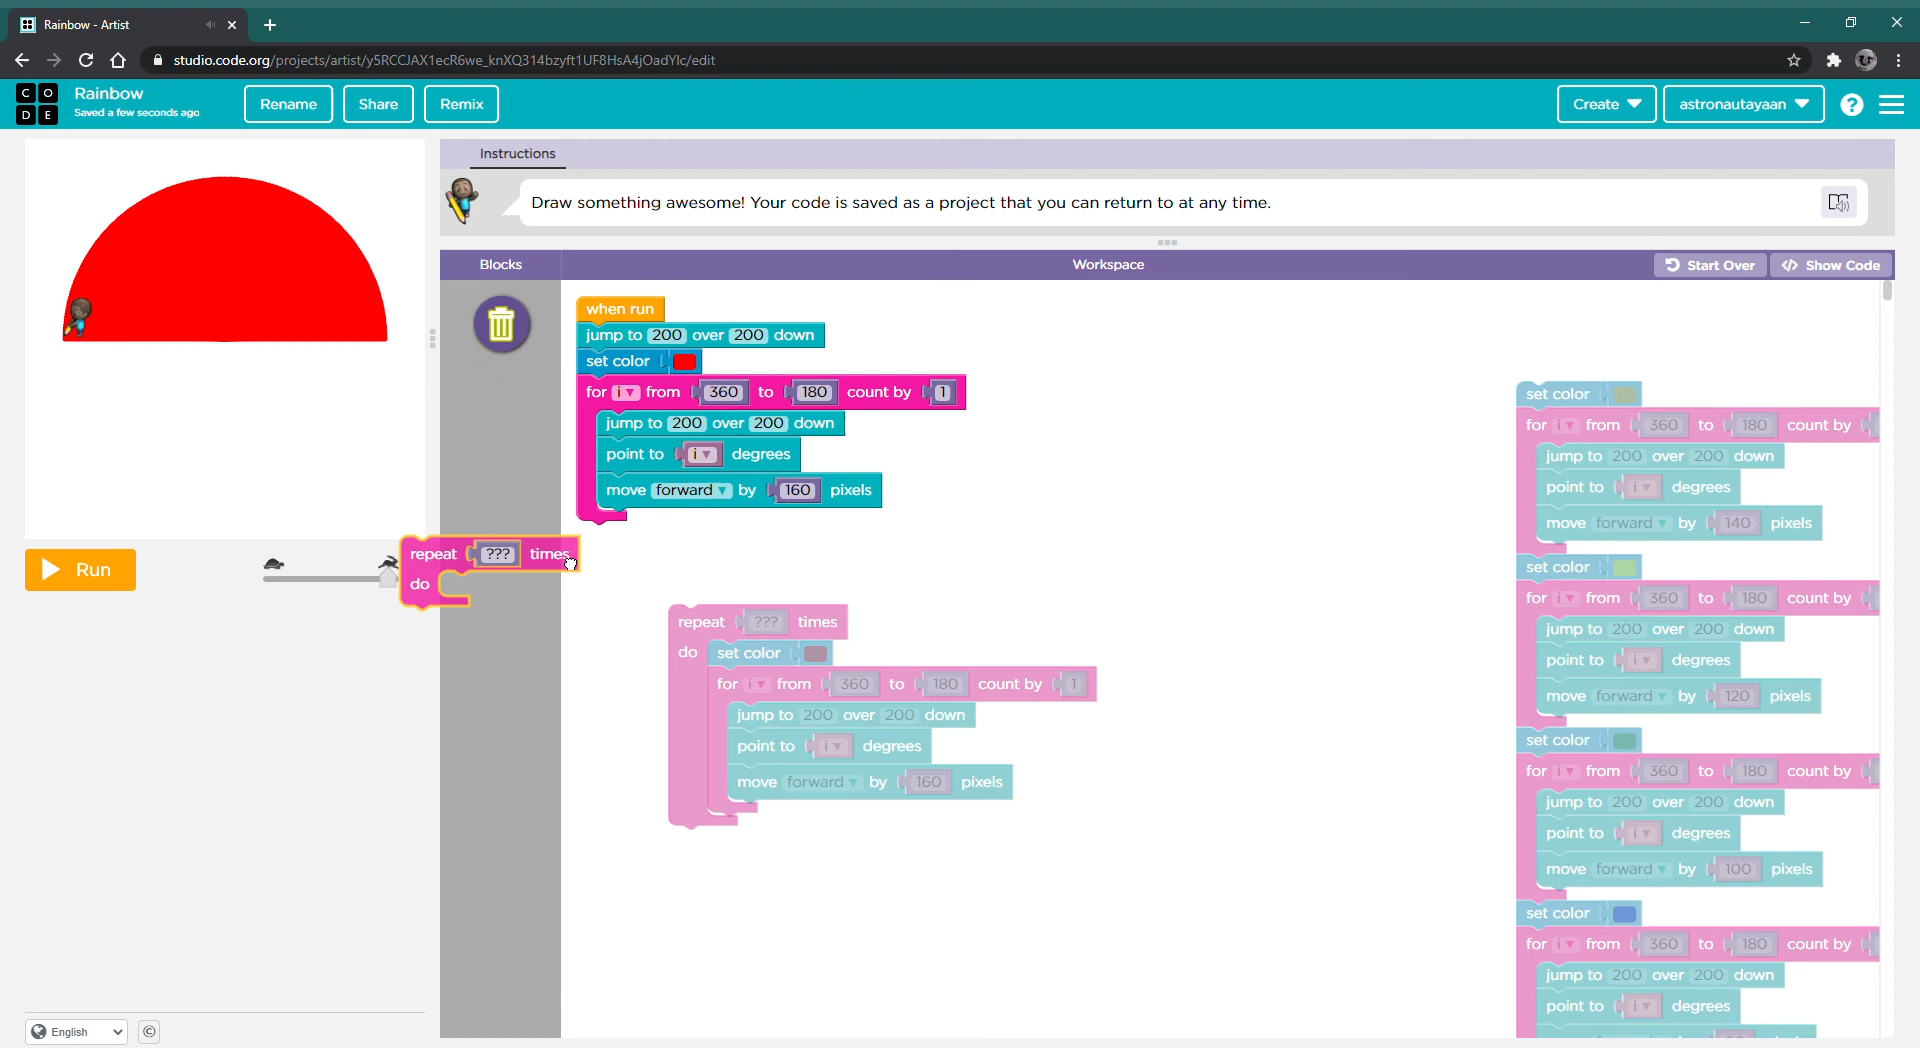 Rainbow - Artist
studio.code.org/projects/artist/y5RCCJAX1ecR6we_knXQ314bzyft1UF8HsA4jOadYlc/edit
C O
D E
Rainbow
Saved a few seconds ago
Rename
Share
Remix
Create
astronautayaan
?
Instructions
Draw something awesome! Your code is saved as a project that you can return to at any time.
Blocks
Workspace
Start Over
</> Show Code
when run
jump to 200 over 200 down
set color
for i from 360 to 180 count by 1
jump to 200 over 200 down
point to i degrees
move forward by 160 pixels
Run
repeat ??? times
do
repeat ??? times
do set color
for i from 360 to 180 count by 1
jump to 200 over 200 down
point to i degrees
move forward by 160 pixels
set color
for i from 360 to 180 count by
jump to 200 over 200 down
point to i degrees
move forward by 140 pixels
set color
for i from 360 to 180 count by
jump to 200 over 200 down
point to i degrees
move forward by 120 pixels
set color
for i from 360 to 180 count by
jump to 200 over 200 down
point to i degrees
move forward by 100 pixels
set color
for i from 360 to 180 count by
jump to 200 over 200 down
point to i degrees
English
©